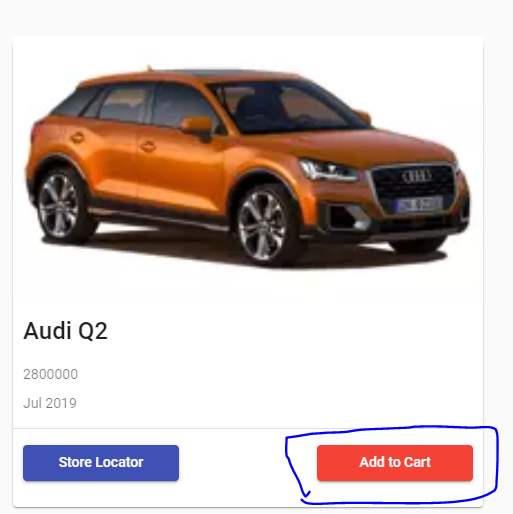 Audi Q2
2800000
Jul 2019
Store Locator
Add to Cart